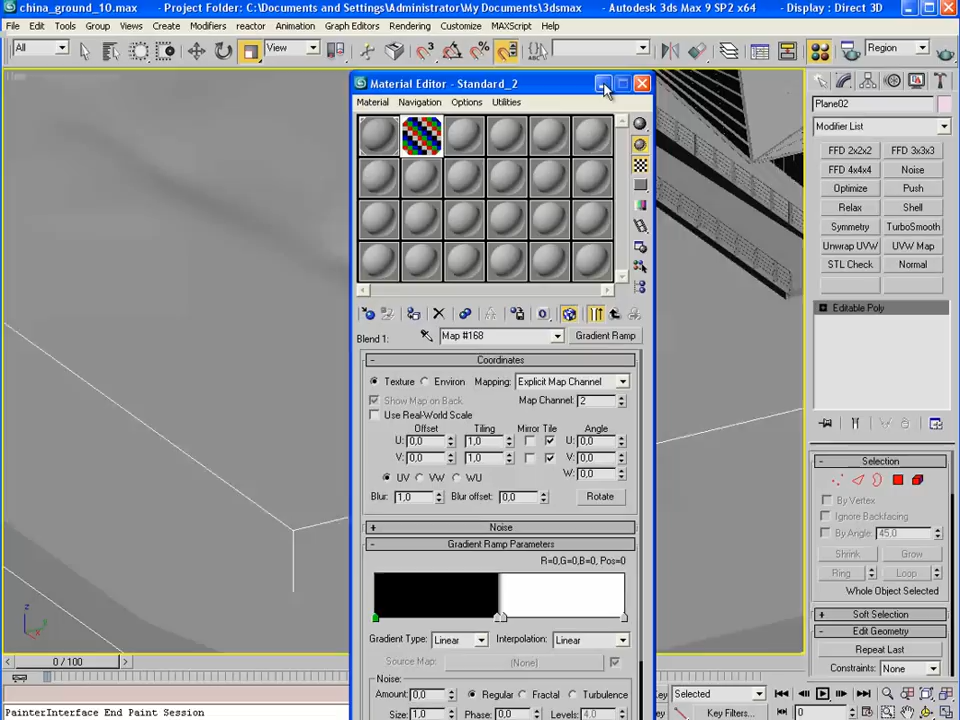 china_ground_10.max - Project Folder: C:\Documents and Settings\Administrator\My Documents\3dsmax - Autodesk 3ds Max 9 SP2 x64 - Display : Direct 3D
File Edit Tools Group Views Create Modifiers reactor Animation Graph Editors Rendering Customize MAXScript Help
All View Region
Material Editor - Standard_2
Material Navigation Options Utilities
Plane02
Modifier List
FFD 2x2x2 FFD 3x3x3
FFD 4x4x4 Noise
Optimize Push
Relax Shell
Symmetry TurboSmooth
Unwrap UVW UVW Map
STL Check Normal
Editable Poly
Blend 1: Map #168 Gradient Ramp
- Coordinates
Texture Environ Mapping: Explicit Map Channel
Show Map on Back Map Channel: 2
Use Real-World Scale
Offset Tiling Mirror Tile Angle
U: 0,0 1,0 U: 0,0
V: 0,0 1,0 V: 0,0
W: 0,0
UV VW WU
Blur: 1,0 Blur offset: 0,0 Rotate
+ Noise
- Gradient Ramp Parameters
R=0,G=0,B=0, Pos=0
Gradient Type: Linear Interpolation: Linear
Source Map: (None)
Noise:
Amount: 0,0 Regular Fractal Turbulence
Size: 1,0 Phase: 0,0 Levels: 4,0
- Selection
By Vertex
Ignore Backfacing
By Angle: 45,0
Shrink Grow
Ring Loop
Whole Object Selected
+ Soft Selection
- Edit Geometry
Repeat Last
Constraints: None
z
x
0 / 100
Selected
Key Filters...
0
PainterInterface End Paint Session